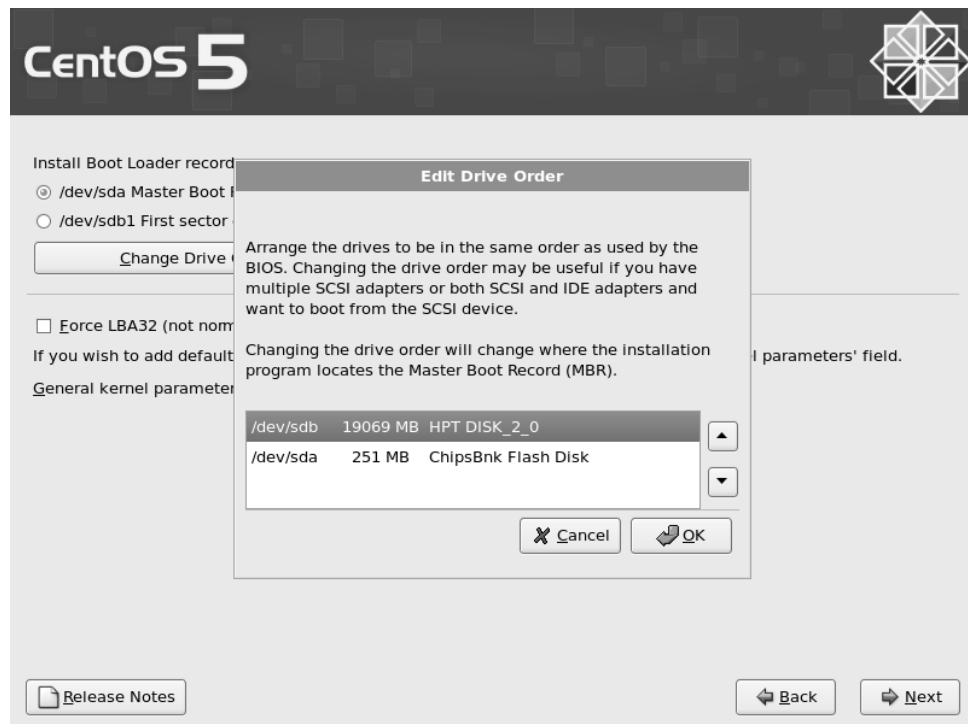 CentOS 5
Install Boot Loader record
/dev/sda Master Boot
/dev/sdb1 First sector
Change Drive
Force LBA32 (not
If you wish to add default
l parameters' field.
General kernel
Edit Drive Order
Arrange the drives to be in the same order as used by the
BIOS. Changing the drive order may be useful if you have
multiple SCSI adapters or both SCSI and IDE adapters and
want to boot from the SCSI device.
Changing the drive order will change where the installation
program locates the Master Boot Record (MBR).
/dev/sdb 19069 MB HPT DISK_2_0
/dev/sda 251 MB ChipsBnk Flash Disk
Cancel
OK
Release Notes
Back
Next